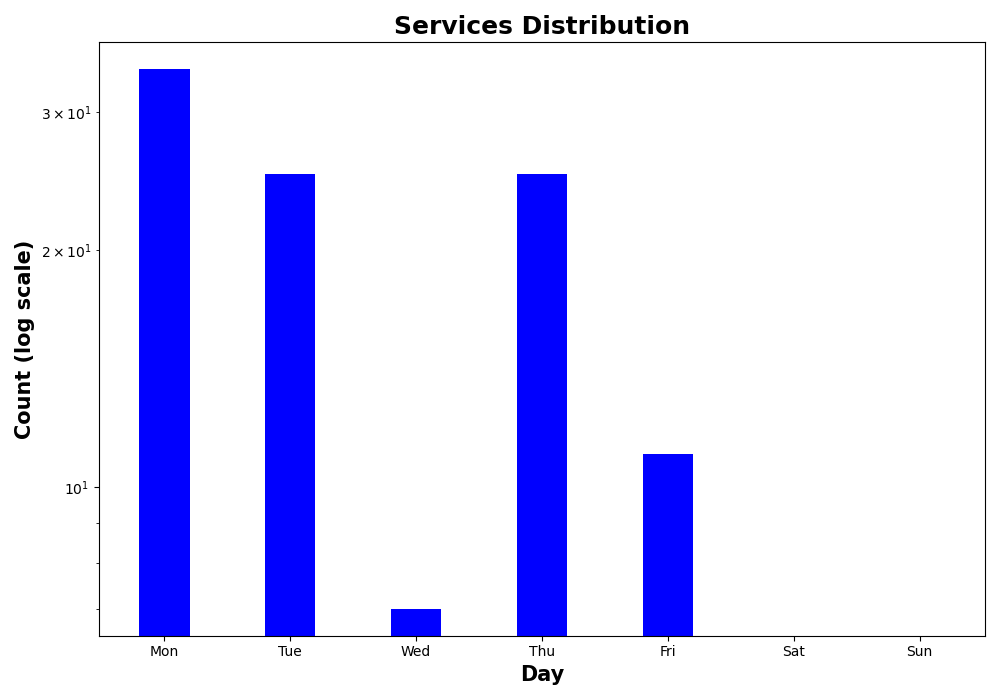 Services Distribution
Count (log scale)
3 × 10¹
2 × 10¹
10¹
Mon Tue Wed Thu Fri Sat Sun
Day